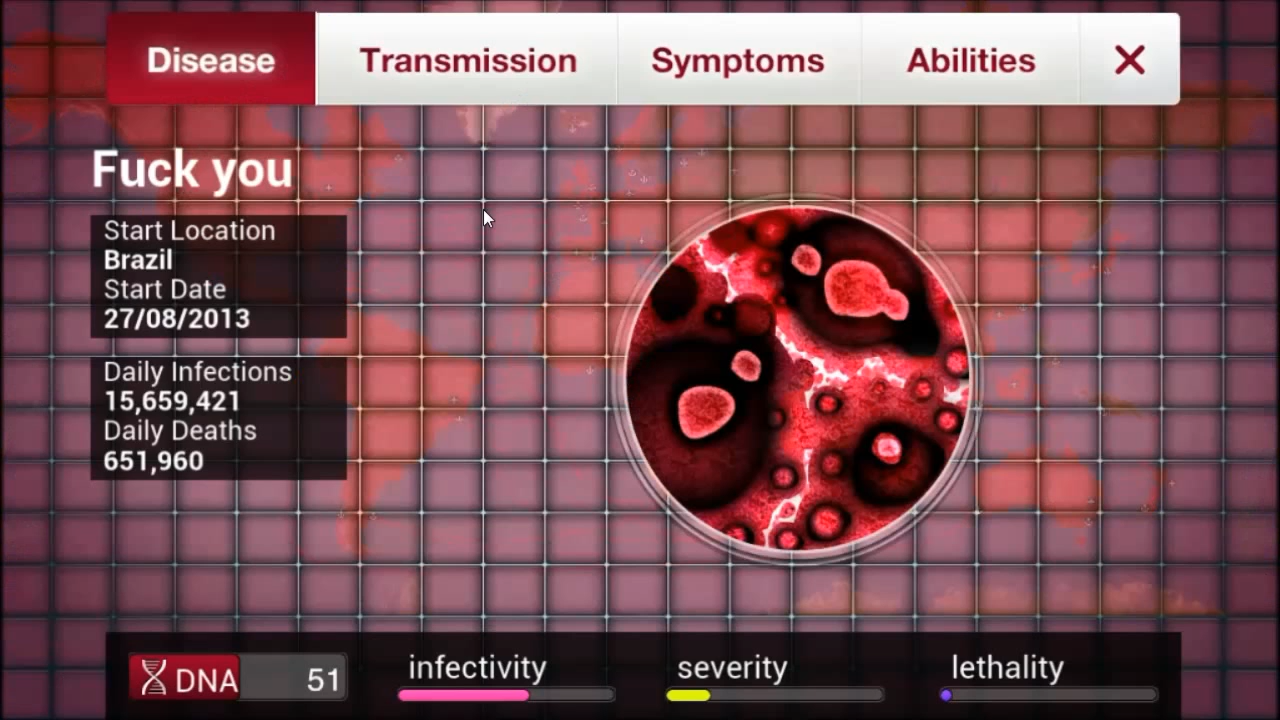 Disease
Transmission
Symptoms
Abilities
X
Fuck you
Start Location
Brazil
Start Date
27/08/2013
Daily Infections
15,659,421
Daily Deaths
651,960
DNA 51
infectivity
severity
lethality